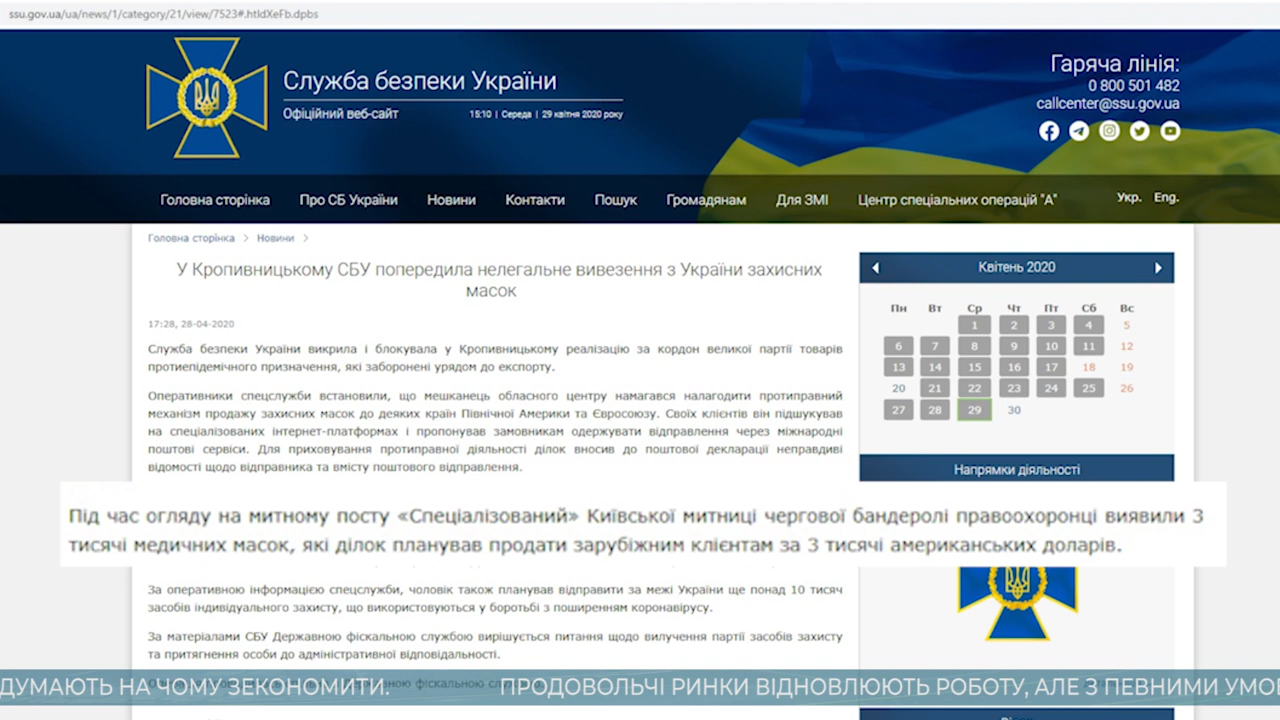 ssu.gov.ua/ua/news/1/category/21/view/7523#.htIdXeFb.dpbs
Служба безпеки України
Офіційний веб-сайт
15:10 | Середа | 29 квітня 2020 року
Гаряча лінія:
0 800 501 482
callcenter@ssu.gov.ua
Головна сторінка Про СБ України Новини Контакти Пошук Громадянам Для ЗМІ Центр спеціальних операцій "А" Укр. Eng.
Головна сторінка > Новини >
У Кропивницькому СБУ попередила нелегальне вивезення з України захисних
масок
17:28, 28-04-2020
Служба безпеки України викрила і блокувала у Кропивницькому реалізацію за кордон великої партії товарів
протиепідемічного призначення, які заборонені урядом до експорту.
Оперативники спецслужби встановили, що мешканець обласного центру намагався налагодити протиправний
механізм продажу захисних масок до деяких країн Північної Америки та Євросоюзу. Своїх клієнтів він підшукував
на спеціалізованих інтернет-платформах і пропонував замовникам одержувати відправлення через міжнародні
поштові сервіси. Для приховування протиправної діяльності ділок вносив до поштової декларації неправдиві
відомості щодо відправника та вмісту поштового відправлення.
Під час огляду на митному посту «Спеціалізований» Київської митниці чергової бандеролі правоохоронці виявили 3
тисячі медичних масок, які ділок планував продати зарубіжним клієнтам за 3 тисячі американських доларів.
За оперативною інформацією спецслужби, чоловік також планував відправити за межі України ще понад 10 тисяч
засобів індивідуального захисту, що використовуються у боротьбі з поширенням коронавірусу.
За матеріалами СБУ Державною фіскальною службою вирішується питання щодо вилучення партії засобів захисту
та притягнення особи до адміністративної відповідальності.
Квітень 2020
Пн Вт Ср Чт Пт Сб Вс
1 2 3 4 5
6 7 8 9 10 11 12
13 14 15 16 17 18 19
20 21 22 23 24 25 26
27 28 29 30
Напрямки діяльності
ДУМАЮТЬ НА ЧОМУ ЗЕКОНОМИТИ. ПРОДОВОЛЬЧІ РИНКИ ВІДНОВЛЮЮТЬ РОБОТУ, АЛЕ З ПЕВНИМИ УМОВ